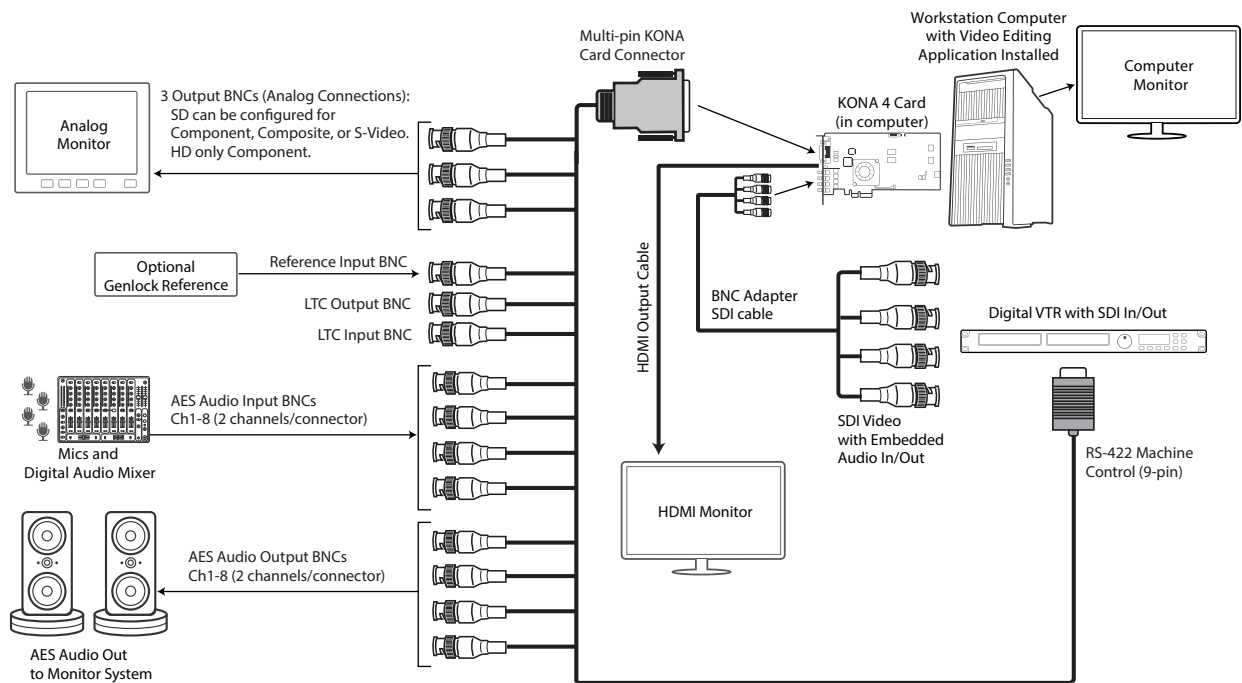 Workstation Computer
with Video Editing
Application Installed
Multi-pin KONA
Card Connector
Computer
Monitor
3 Output BNCs (Analog Connections):
SD can be configured for
Component, Composite, or S-Video.
HD only Component.
Analog
Monitor
KONA 4 Card
(in computer)
Reference Input BNC
Optional
Genlock Reference
LTC Output BNC
LTC Input BNC
HDMI Output Cable
BNC Adapter
SDI cable
Digital VTR with SDI In/Out
AES Audio Input BNCs
Ch1-8 (2 channels/connector)
Mics and
Digital Audio Mixer
SDI Video
with Embedded
Audio In/Out
RS-422 Machine
Control (9-pin)
HDMI Monitor
AES Audio Output BNCs
Ch1-8 (2 channels/connector)
AES Audio Out
to Monitor System